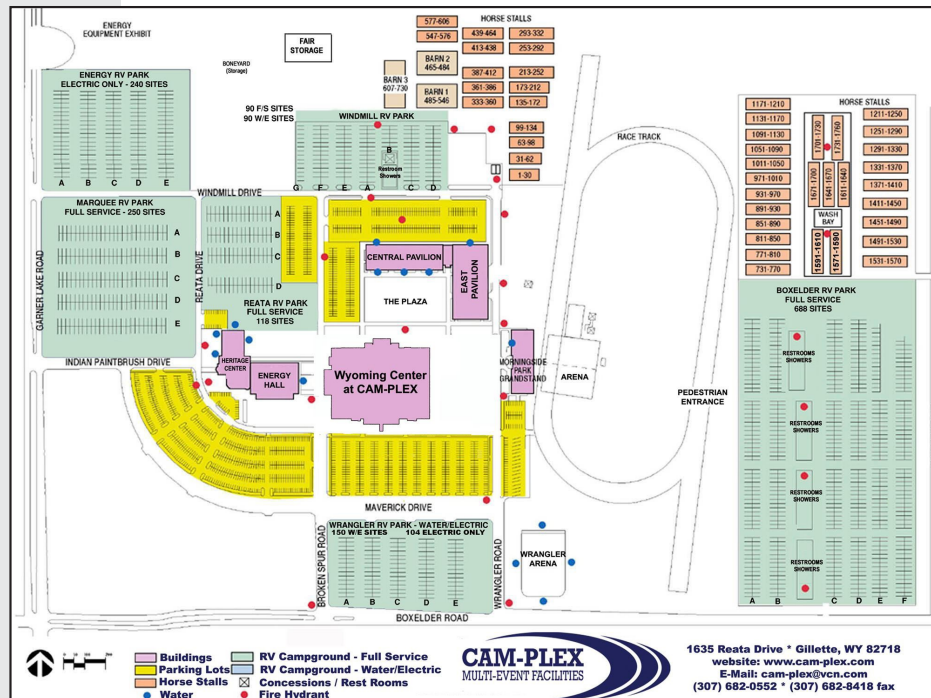 ENERGY
EQUIPMENT EXHIBIT
FAIR
STORAGE
BONEYARD
(Storage)
577-606
547-576
HORSE STALLS
439-464
293-332
413-438
253-292
BARN 2
465-484
BARN 3
607-730
BARN 1
485-546
387-412
213-252
361-386
173-212
333-360
135-172
99-134
63-98
31-62
1-30
ENERGY RV PARK
ELECTRIC ONLY - 240 SITES
A B C D E
90 F/S SITES
90 W/E SITES
WINDMILL RV PARK
B
Restroom
Showers
G F E A C D
WINDMILL DRIVE
RACE TRACK
HORSE STALLS
1171-1210
1131-1170
1091-1130
1051-1090
1011-1050
971-1010
931-970
891-930
851-890
811-850
771-810
731-770
1701-1730
1731-1760
1671-1700
1641-1670
1611-1640
WASH
BAY
1591-1610
1571-1590
1211-1250
1251-1290
1291-1330
1331-1370
1371-1410
1411-1450
1451-1490
1491-1530
1531-1570
MARQUEE RV PARK
FULL SERVICE - 250 SITES
A
B
C
D
E
GARNER LAKE ROAD
REATA DRIVE
A
B
C
D
REATA RV PARK
FULL SERVICE
118 SITES
CENTRAL PAVILION
EAST
PAVILION
THE PLAZA
INDIAN PAINTBRUSH DRIVE
HERITAGE
CENTER
ENERGY
HALL
Wyoming Center
at CAM-PLEX
MORNINGSIDE
PARK
GRANDSTAND
ARENA
PEDESTRIAN
ENTRANCE
BOXELDER RV PARK
FULL SERVICE
688 SITES
RESTROOMS
SHOWERS
RESTROOMS
SHOWERS
RESTROOMS
SHOWERS
RESTROOMS
SHOWERS
A B C D E F
MAVERICK DRIVE
WRANGLER RV PARK - WATER/ELECTRIC
150 W/E SITES 104 ELECTRIC ONLY
A B C D E
BROKEN SPUR ROAD
WRANGLER ROAD
WRANGLER
ARENA
BOXELDER ROAD
Buildings
Parking Lots
Horse Stalls
Water
RV Campground - Full Service
RV Campground - Water/Electric
Concessions / Rest Rooms
Fire Hydrant
CAM-PLEX
MULTI-EVENT FACILITIES
1635 Reata Drive * Gillette, WY 82718
website: www.cam-plex.com
E-Mail: cam-plex@vcn.com
(307) 682-0552 * (307) 682-8418 fax